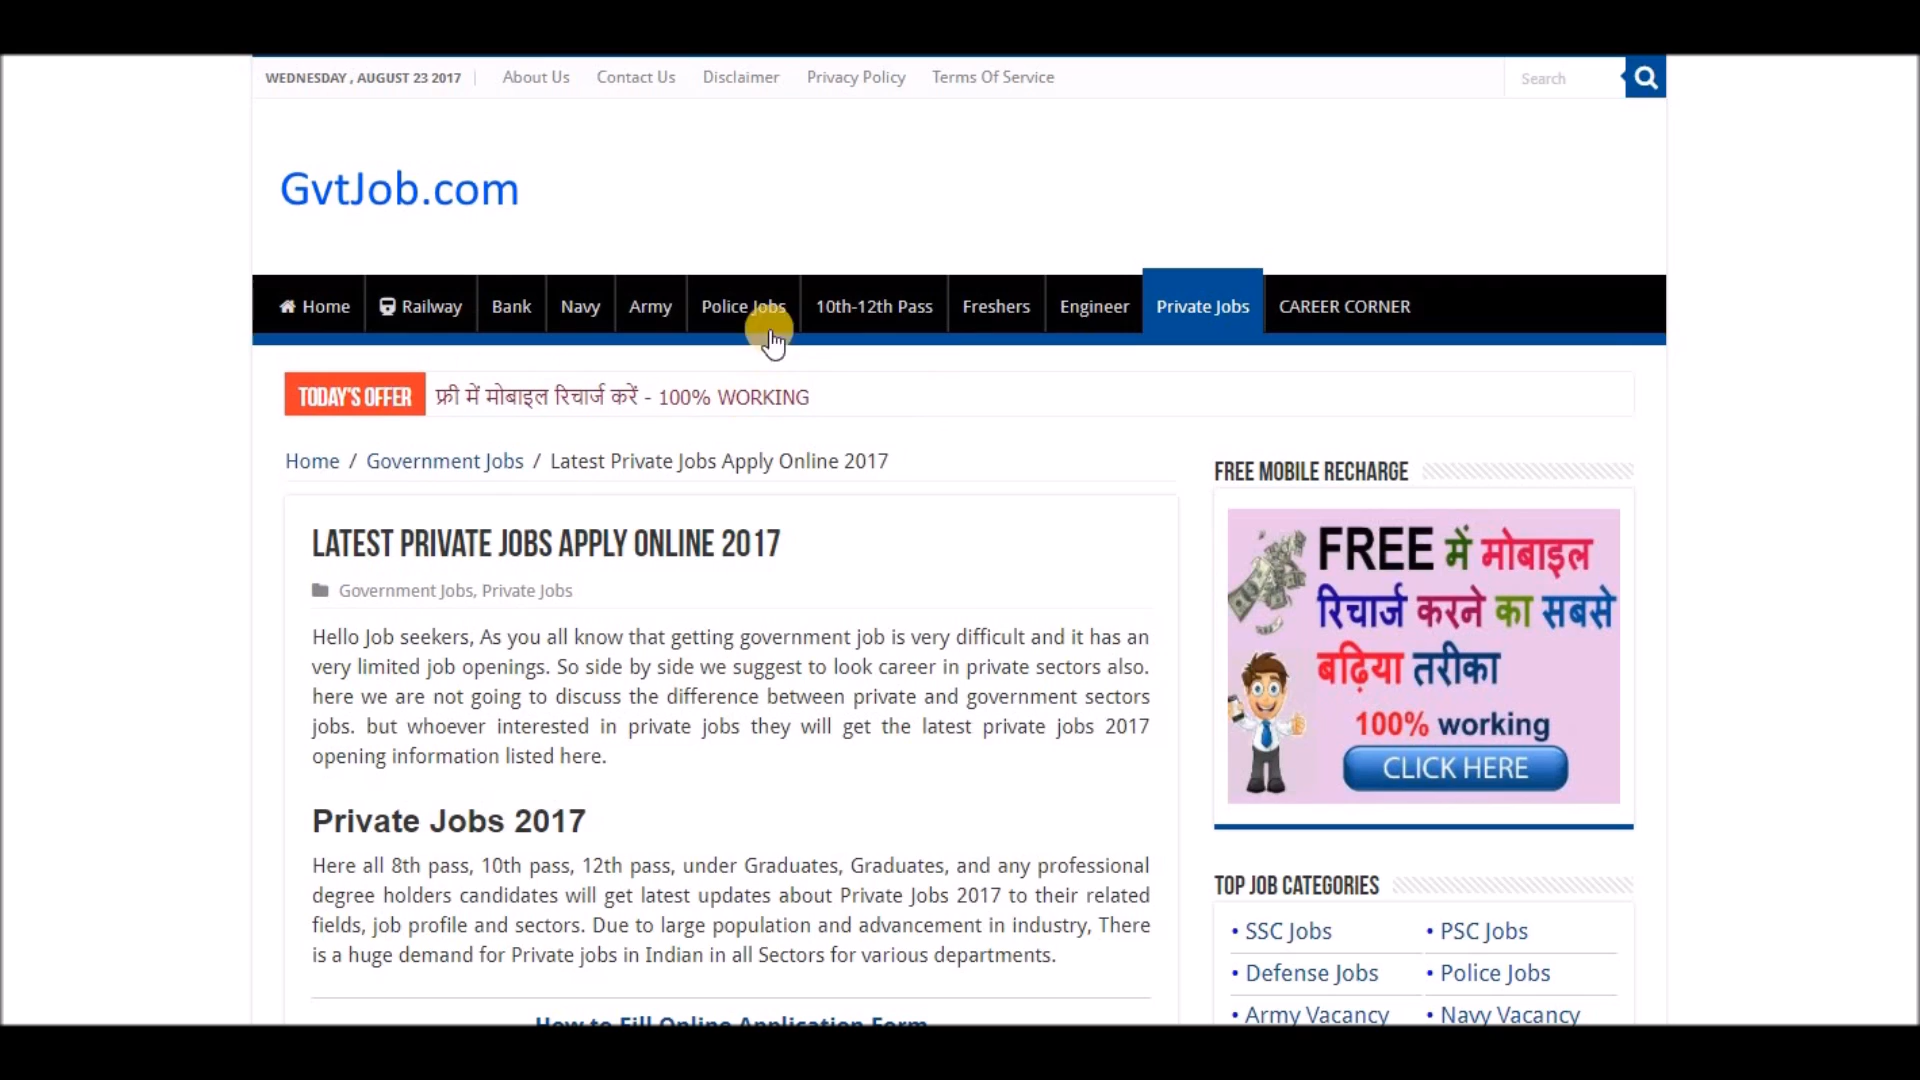 WEDNESDAY , AUGUST 23 2017 About Us Contact Us Disclaimer Privacy Policy Terms Of Service Search
GvtJob.com
Home Railway Bank Navy Army Police Jobs 10th-12th Pass Freshers Engineer Private Jobs CAREER CORNER
TODAY'S OFFER फ्री में मोबाइल रिचार्ज करें - 100% WORKING
Home / Government Jobs / Latest Private Jobs Apply Online 2017
LATEST PRIVATE JOBS APPLY ONLINE 2017
Government Jobs, Private Jobs
Hello Job seekers, As you all know that getting government job is very difficult and it has an
very limited job openings. So side by side we suggest to look career in private sectors also.
here we are not going to discuss the difference between private and government sectors
jobs. but whoever interested in private jobs they will get the latest private jobs 2017
opening information listed here.
Private Jobs 2017
Here all 8th pass, 10th pass, 12th pass, under Graduates, Graduates, and any professional
degree holders candidates will get latest updates about Private Jobs 2017 to their related
fields, job profile and sectors. Due to large population and advancement in industry, There
is a huge demand for Private jobs in Indian in all Sectors for various departments.
How to Fill Online Application Form
FREE MOBILE RECHARGE
FREE में मोबाइल
रिचार्ज करने का सबसे
बढ़िया तरीका
100% working
CLICK HERE
TOP JOB CATEGORIES
• SSC Jobs • PSC Jobs
• Defense Jobs • Police Jobs
• Army Vacancy • Navy Vacancy